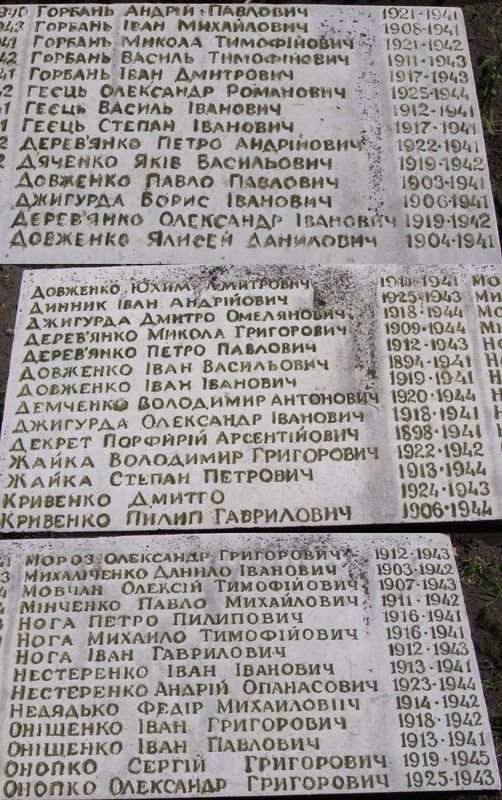 ГОРБАНЬ АНДРІЙ ПАВЛОВИЧ 1921-1941
ГОРБАНЬ ІВАН МИХАЙЛОВИЧ 1908-1941
ГОРБАНЬ МИКОЛА ТИМОФІЙОВИЧ 1921-1942
ГОРБАНЬ ВАСИЛЬ ТИМОФІЙОВИЧ 1911-1943
ГОРБАНЬ ІВАН ДМИТРОВИЧ 1917-1943
ГЕЄЦЬ ОЛЕКСАНДР РОМАНОВИЧ 1925-1944
ГЕЄЦЬ ВАСИЛЬ ІВАНОВИЧ 1912-1941
ГЕЄЦЬ СТЕПАН ІВАНОВИЧ 1917-1941
ДЕРЕВ'ЯНКО ПЕТРО АНДРІЙОВИЧ 1922-1941
ДЯЧЕНКО ЯКІВ ВАСИЛЬОВИЧ 1919-1942
ДОВЖЕНКО ПАВЛО ПАВЛОВИЧ 1903-1941
ДЖИГУРДА БОРИС ІВАНОВИЧ 1906-1941
ДЕРЕВ'ЯНКО ОЛЕКСАНДР ІВАНОВИЧ 1919-1942
ДОВЖЕНКО ЯЛИСЕЙ ДАНИЛОВИЧ 1904-1941
ДОВЖЕНКО ЮХИМ ДМИТРОВИЧ 1941
ДИННИК ІВАН АНДРІЙОВИЧ 1925-1943
ДЖИГУРДА ДМИТРО ОМЕЛЯНОВИЧ 1918-1944
ДЕРЕВ'ЯНКО МИКОЛА ГРИГОРОВИЧ 1909-1944
ДЕРЕВ'ЯНКО ПЕТРО ПАВЛОВИЧ 1912-1943
ДОВЖЕНКО ІВАН ВАСИЛЬОВИЧ 1894-1941
ДОВЖЕНКО ІВАН ІВАНОВИЧ 1919-1941
ДЕМЧЕНКО ВОЛОДИМИР АНТОНОВИЧ 1920-1944
ДЖИГУРДА ОЛЕКСАНДР ІВАНОВИЧ 1918-1941
ДЕКРЕТ ПОРФИРІЙ АРСЕНТІЙОВИЧ 1898-1941
ЖАЙКА ВОЛОДИМИР ГРИГОРОВИЧ 1922-1942
ЖАЙКА СТЕПАН ПЕТРОВИЧ 1913-1944
КРИВЕНКО ДМИТРО 1924-1943
КРИВЕНКО ПИЛИП ГАВРИЛОВИЧ 1906-1944
МОРОЗ ОЛЕКСАНДР ГРИГОРОВИЧ 1912-1943
МИХАЛІЧЕНКО ДАНИЛО ІВАНОВИЧ 1903-1942
МОВЧАН ОЛЕКСІЙ ТИМОФІЙОВИЧ 1907-1943
МІНЧЕНКО ПАВЛО МИХАЙЛОВИЧ 1911-1942
НОГА ПЕТРО ПИЛИПОВИЧ 1916-1941
НОГА МИХАЙЛО ТИМОФІЙОВИЧ 1916-1941
НОГА ІВАН ГАВРИЛОВИЧ 1912-1943
НЕСТЕРЕНКО ІВАН ІВАНОВИЧ 1913-1941
НЕСТЕРЕНКО АНДРІЙ ОПАНАСОВИЧ 1923-1944
НЕДЯДЬКО ФЕДІР МИХАЙЛОВИЧ 1914-1942
ОНІЩЕНКО ІВАН ГРИГОРОВИЧ 1918-1942
ОНІЩЕНКО ІВАН ПАВЛОВИЧ 1913-1941
ОНОПКО СЕРГІЙ ГРИГОРОВИЧ 1919-1945
ОНОПКО ОЛЕКСАНДР ГРИГОРОВИЧ 1925-1943